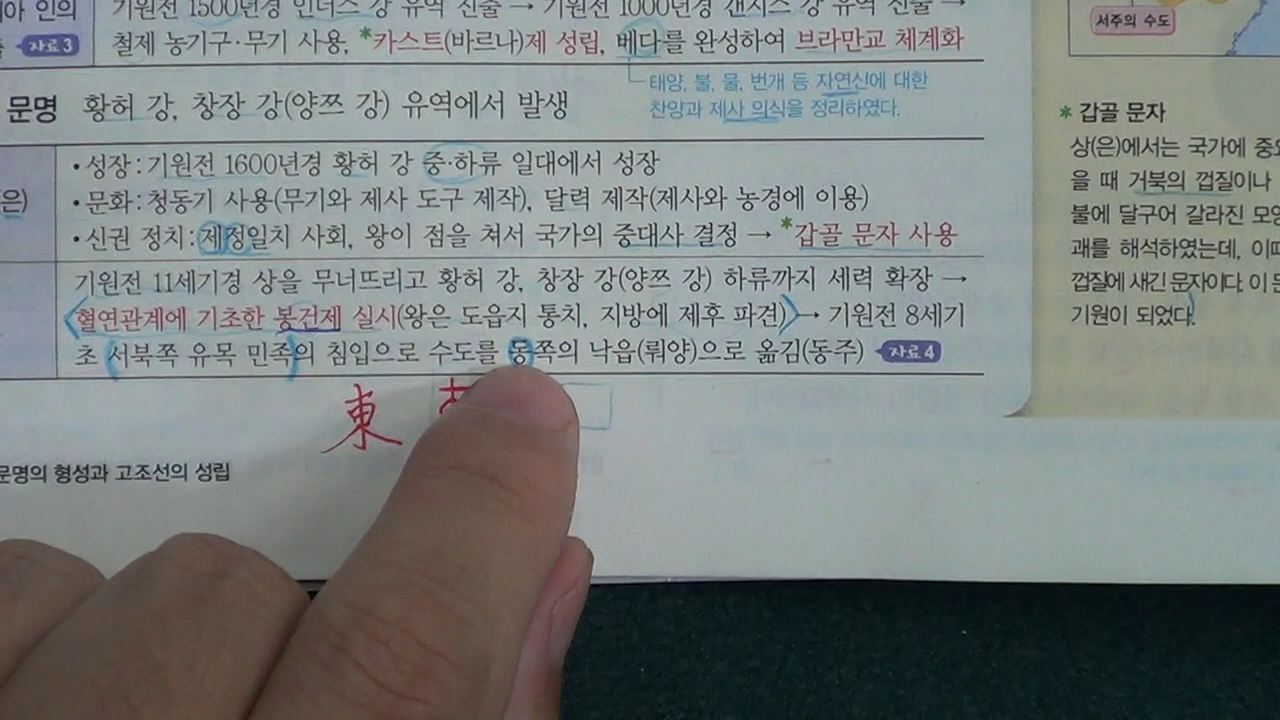 아 인의
기원전 1500년경 인더스 강 유역 진출 → 기원전 1000년경 갠지스 강 유역 진출 →
자료 3
철제 농기구·무기 사용, *카스트(바르나)제 성립, 베다를 완성하여 브라만교 체계화
태양, 불, 물, 번개 등 자연신에 대한
찬양과 제사 의식을 정리하였다.
문명 황허 강, 창장 강(양쯔 강) 유역에서 발생
은)
• 성장: 기원전 1600년경 황허 강 중·하류 일대에서 성장
• 문화: 청동기 사용(무기와 제사 도구 제작), 달력 제작(제사와 농경에 이용)
• 신권 정치: 제정일치 사회, 왕이 점을 쳐서 국가의 중대사 결정 → *갑골 문자 사용
기원전 11세기경 상을 무너뜨리고 황허 강, 창장 강(양쯔 강) 하류까지 세력 확장 →
혈연관계에 기초한 봉건제 실시(왕은 도읍지 통치, 지방에 제후 파견) → 기원전 8세기
초 서북쪽 유목 민족의 침입으로 수도를 동쪽의 낙읍(뤄양)으로 옮김(동주) 자료 4
東
문명의 형성과 고조선의 성립
서주의 수도
* 갑골 문자
상(은)에서는 국가에 중요
을 때 거북의 껍질이나
불에 달구어 갈라진 모양
괘를 해석하였는데, 이때
껍질에 새긴 문자이다. 이
기원이 되었다.